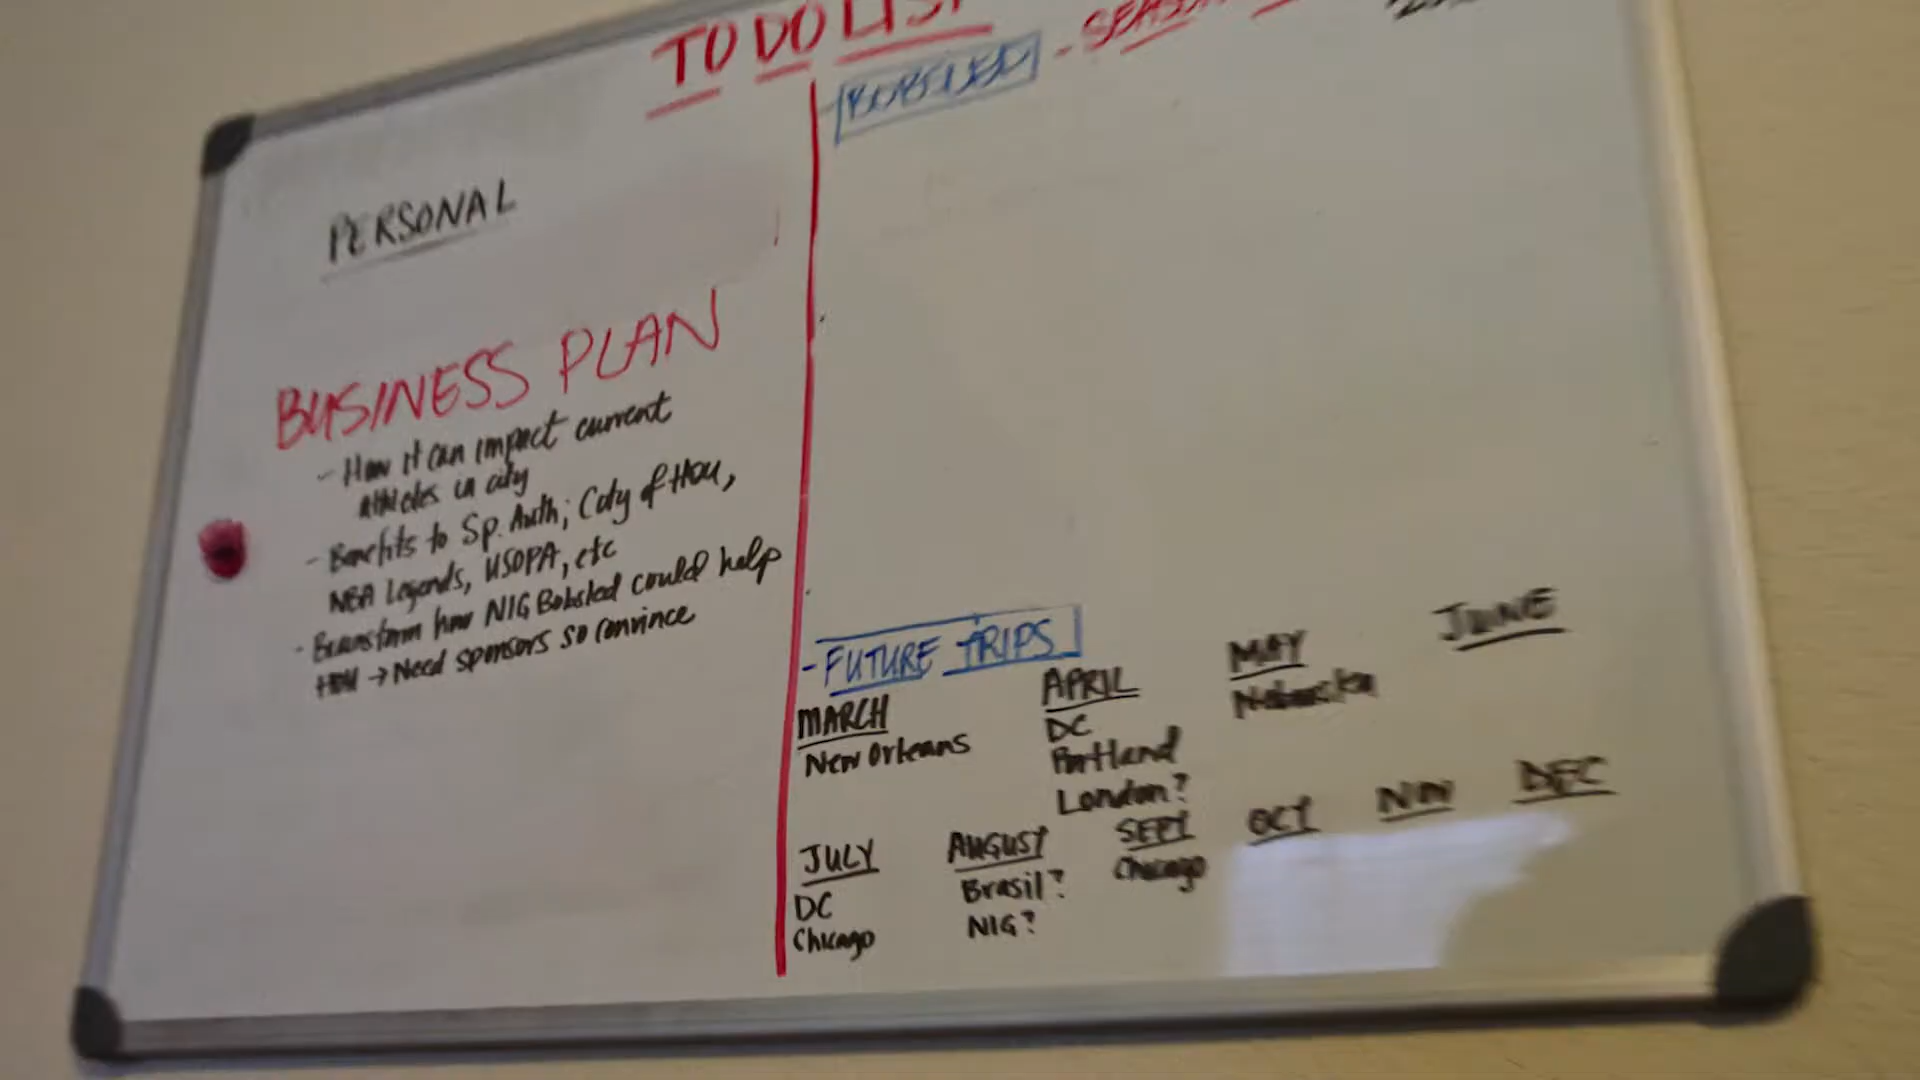 TO DO LIST
PERSONAL
BUSINESS PLAN
- How it can impact current
athletes in city
- Benefits to Sp. Auth; City of HOU,
NBA Legends, USOPA, etc
- Brainstorm how NIG Bobsled could help
HOU → Need sponsors so convince
BOBSLED - SEASON
- FUTURE TRIPS
MARCH
New Orleans
APRIL
DC
Portland
London?
MAY
Nebraska
JUNE
JULY
DC
Chicago
AUGUST
Brasil?
NIG?
SEPT
Chicago
OCT
NOV
DEC